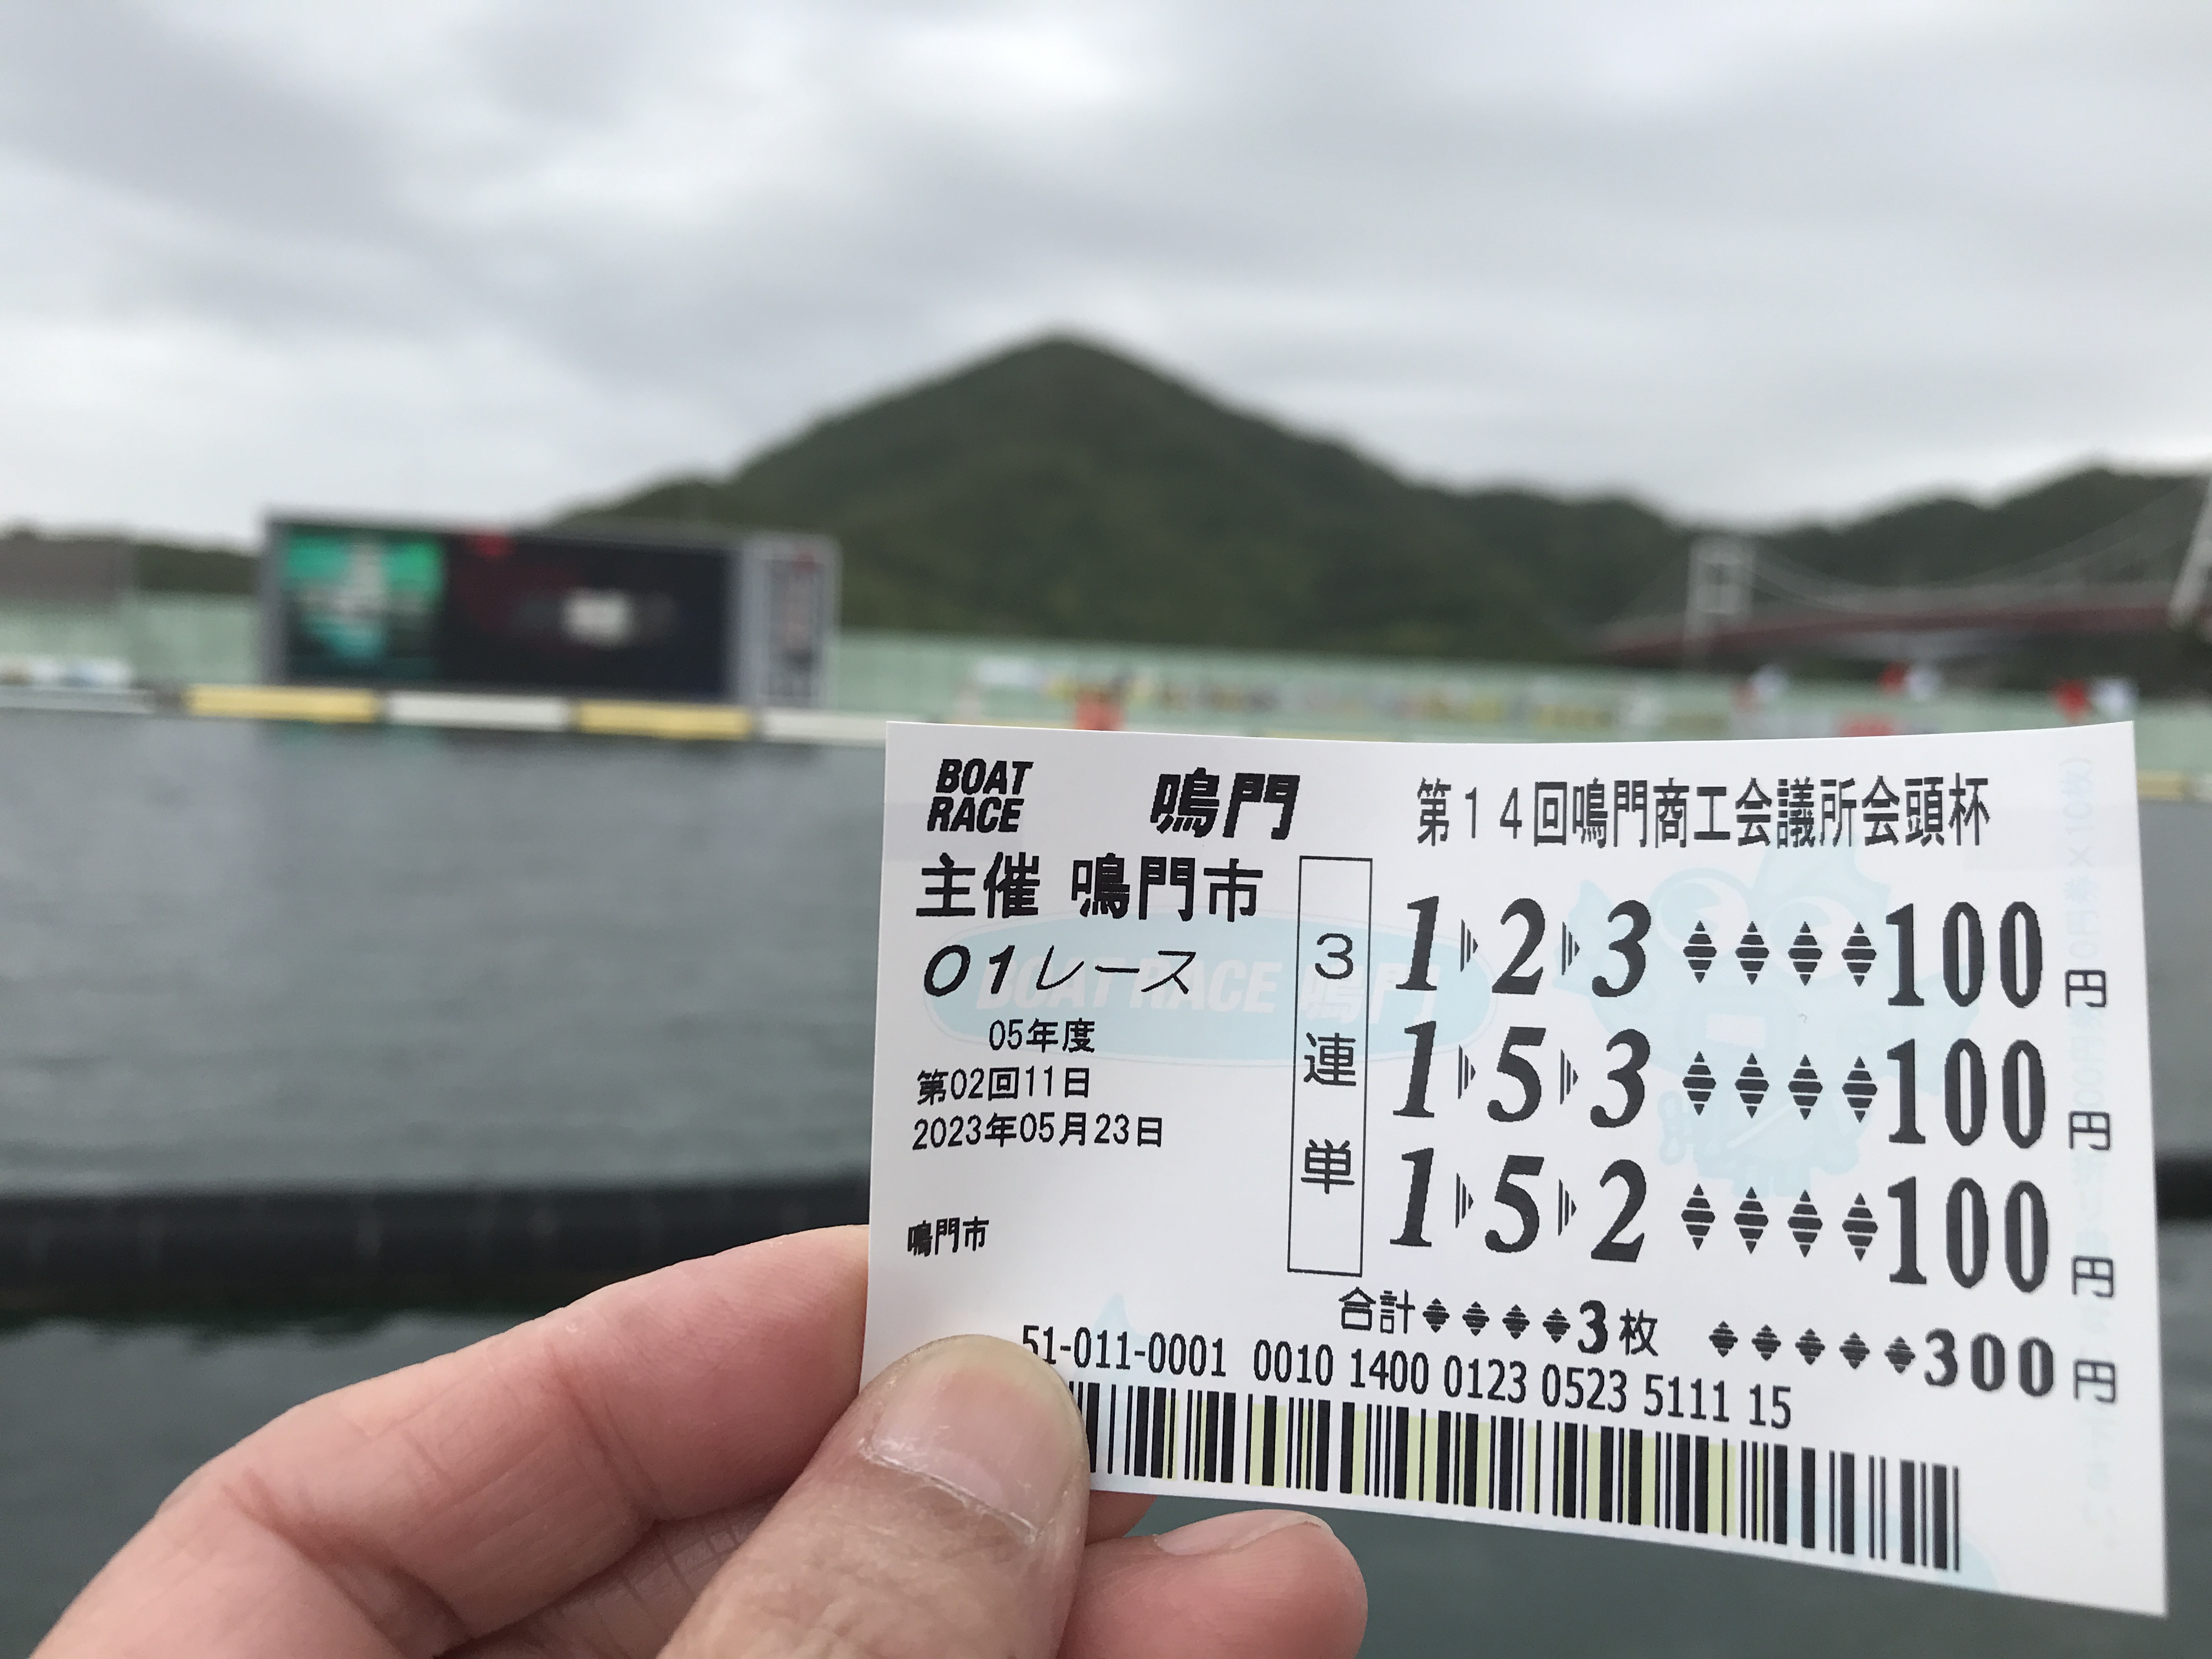 BOAT
RACE
鳴門
第14回鳴門商工会議所会頭杯
主催 鳴門市
01レース
05年度
第02回11日
2023年05月23日
鳴門市
BOAT RACE 鳴門
3連単
1 2 3 100円
1 5 3 100円
1 5 2 100円
合計 3枚 300円
51-011-0001 0010 1400 0123 0523 5111 15